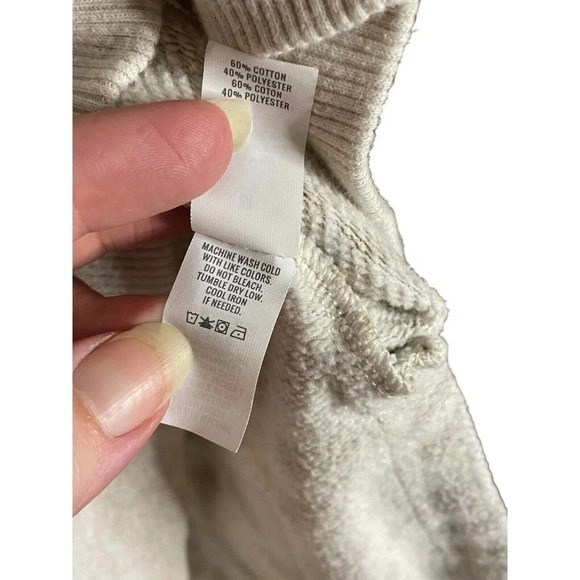 60% COTTON
40% POLYESTER
60% COTON
40% POLYESTER
MACHINE WASH COLD
WITH LIKE COLORS.
DO NOT BLEACH.
TUMBLE DRY LOW.
COOL IRON
IF NEEDED.